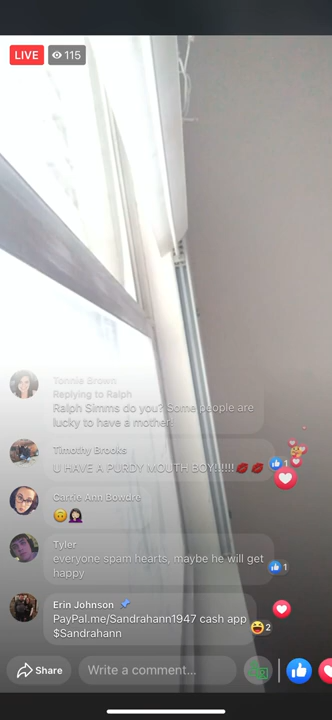 LIVE 115
Tonnie Brown
Replying to Ralph
Ralph Simms do you? Some people are
lucky to have a mother
Timothy Brooks
U HAVE A PURDY MOUTH BOY!!!!!!💋💋
1
Carrie Ann Bowdre
🙃🤦🏻‍♀️
Tyler
everyone spam hearts, maybe he will get
happy
1
Erin Johnson 📌
PayPal.me/Sandrahann1947 cash app
$Sandrahann
2
Share
Write a comment...